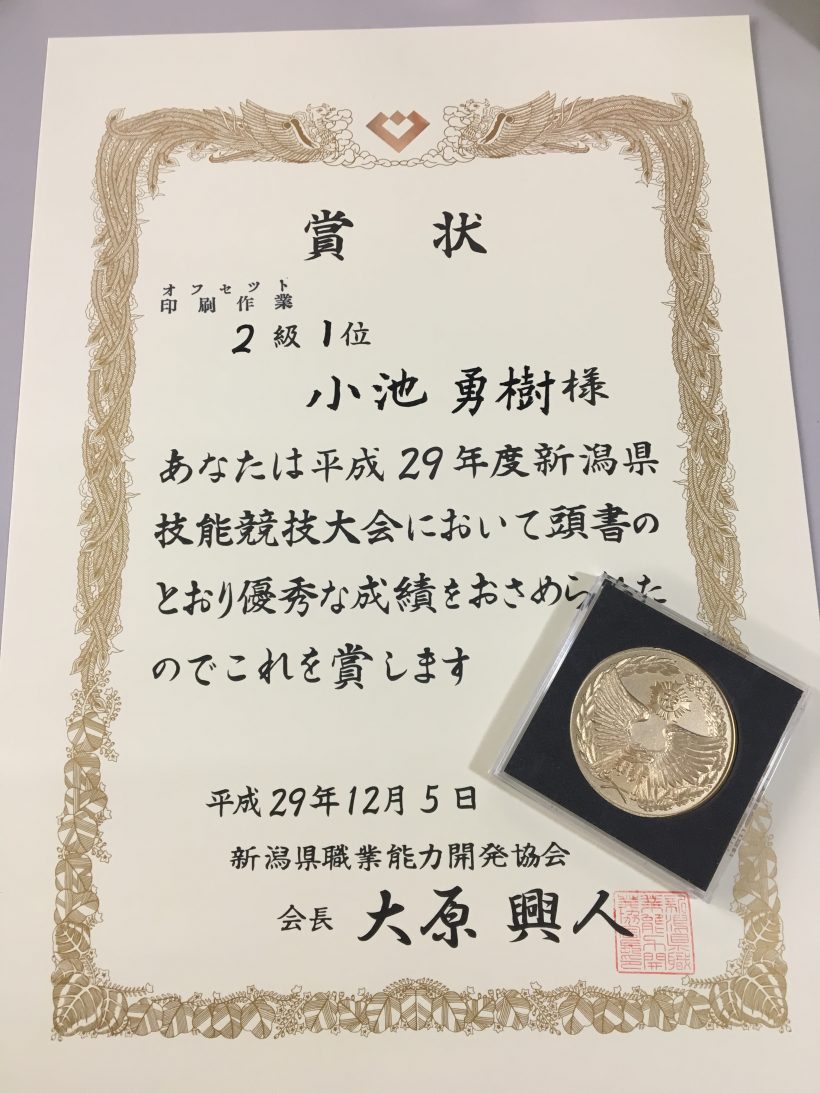 賞状
オフセット
印刷作業
2級1位
小池 勇樹様
あなたは平成29年度新潟県
技能競技大会において頭書の
とおり優秀な成績をおさめら た
のでこれを賞します
平成29年12月5日
新潟県職業能力開発協会
会長 大原 興人